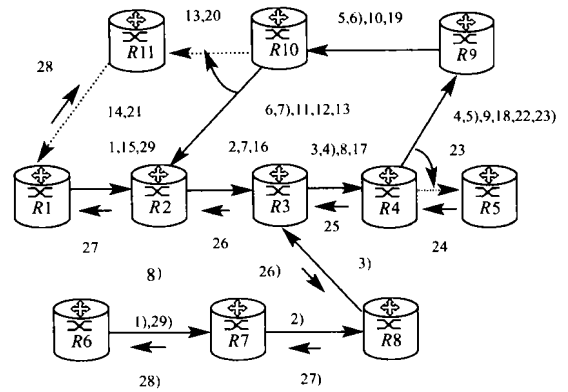 13,20
5,6),10,19
R11
R10
R9
28
14,21
6,7),11,12,13
4,5),9,18,22,23)
1,15,29
2,7,16
3,4),8,17
23
R1
R2
R3
R4
R5
27
26
25
24
8)
26)
3)
R6
1),29)
R7
2)
R8
28)
27)